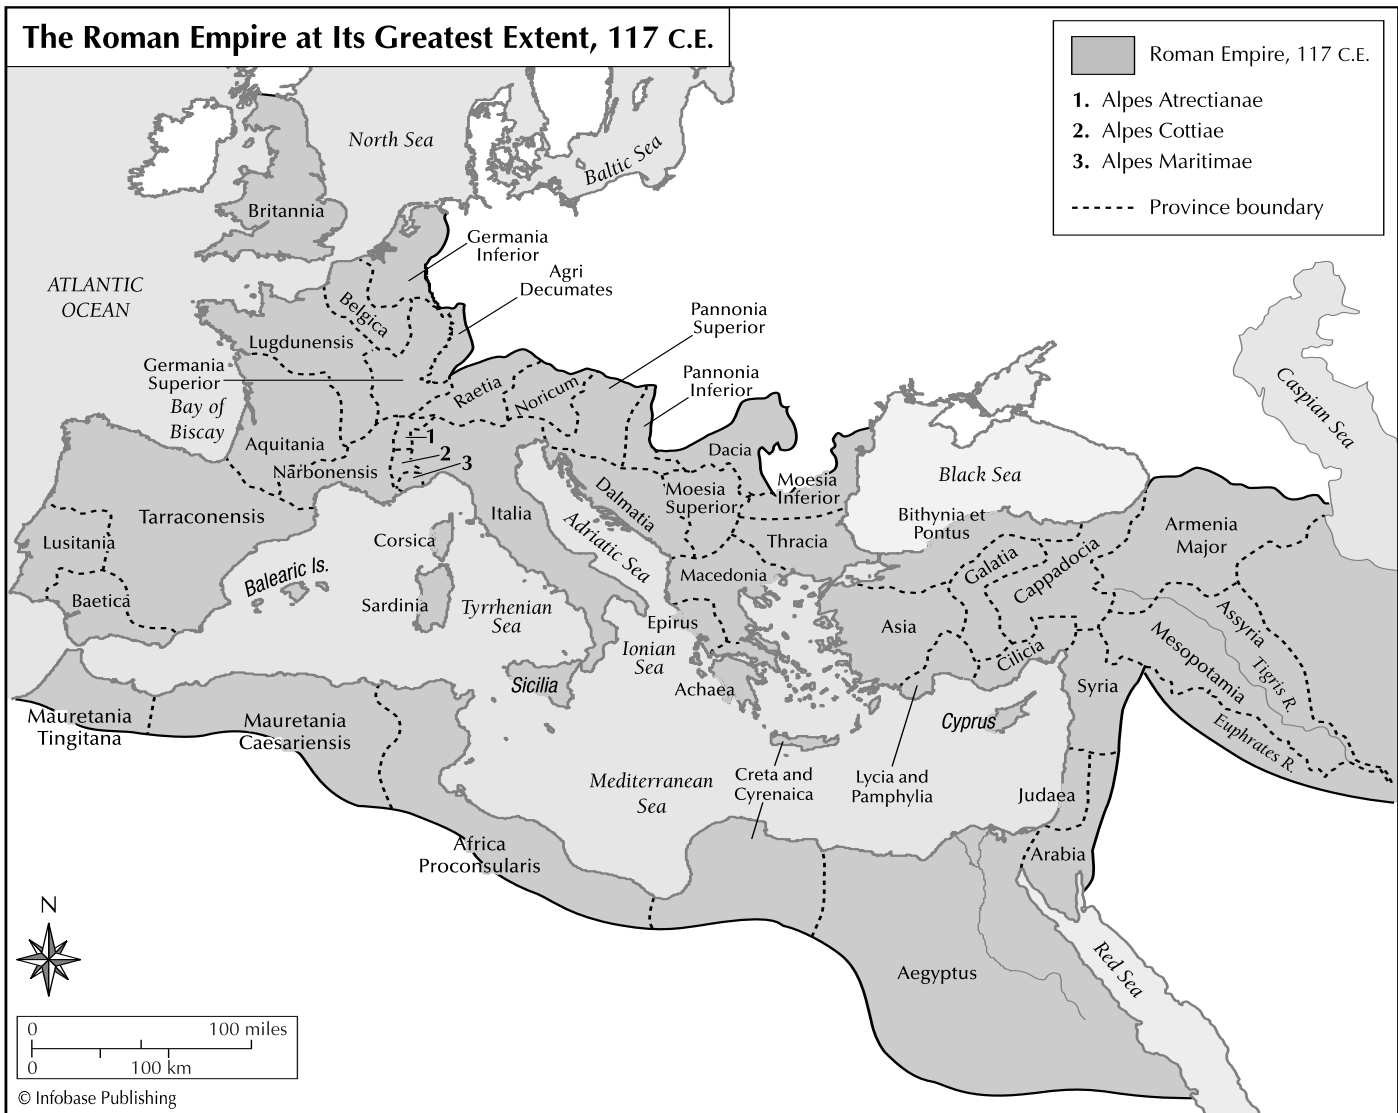 The Roman Empire at Its Greatest Extent, 117 C.E.
Roman Empire, 117 C.E.
1. Alpes Atrectianae
2. Alpes Cottiae
3. Alpes Maritimae
Province boundary
North Sea
Baltic Sea
Britannia
ATLANTIC
OCEAN
Germania
Inferior
Agri
Decumates
Belgica
Lugdunensis
Pannonia
Superior
Germania
Superior
Pannonia
Inferior
Raetia
Noricum
Bay of
Biscay
Aquitania
Narbonensis
1
2
3
Dacia
Caspian Sea
Black Sea
Moesia
Superior
Moesia
Inferior
Dalmatia
Tarraconensis
Italia
Adriatic Sea
Bithynia et
Pontus
Armenia
Major
Lusitania
Corsica
Thracia
Galatia
Cappadocia
Balearic Is.
Macedonia
Baetica
Sardinia
Tyrrhenian
Sea
Epirus
Asia
Assyria
Ionian
Sea
Cilicia
Mesopotamia
Tigris R.
Sicilia
Achaea
Syria
Mauretania
Tingitana
Mauretania
Caesariensis
Cyprus
Euphrates R.
Mediterranean
Sea
Creta and
Cyrenaica
Lycia and
Pamphylia
Judaea
Africa
Proconsularis
Arabia
N
Red Sea
Aegyptus
0 100 miles
0 100 km
© Infobase Publishing